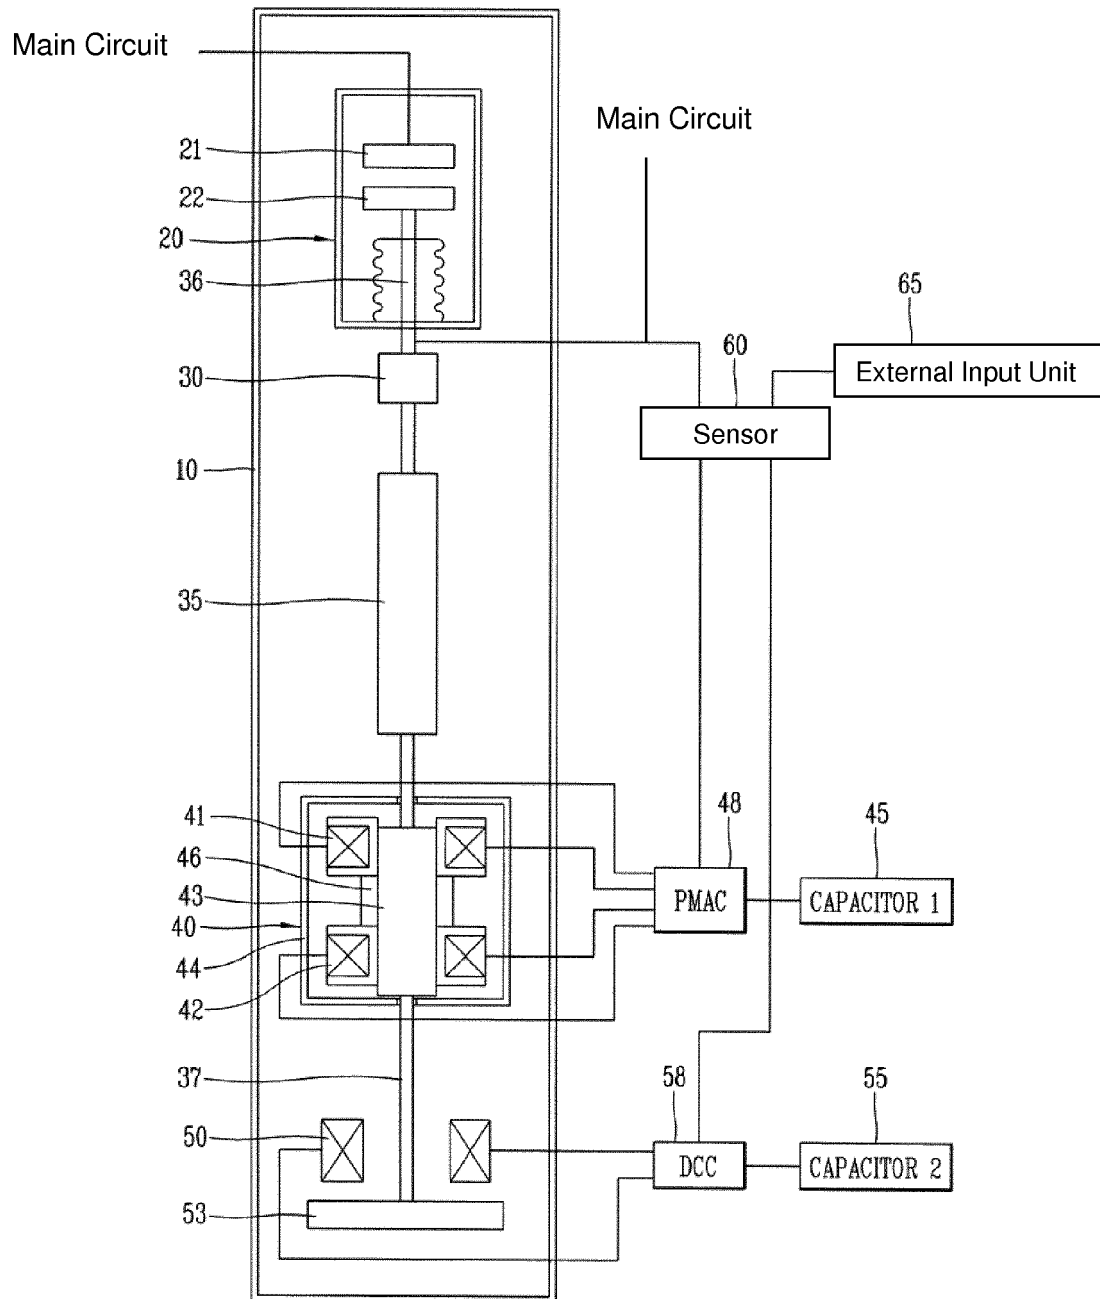 Main Circuit
Main Circuit
21
22
20
36
65
60
External Input Unit
30
Sensor
10
35
41
48
45
46
43
PMAC
CAPACITOR 1
40
44
42
37
58
55
50
DCC
CAPACITOR 2
53